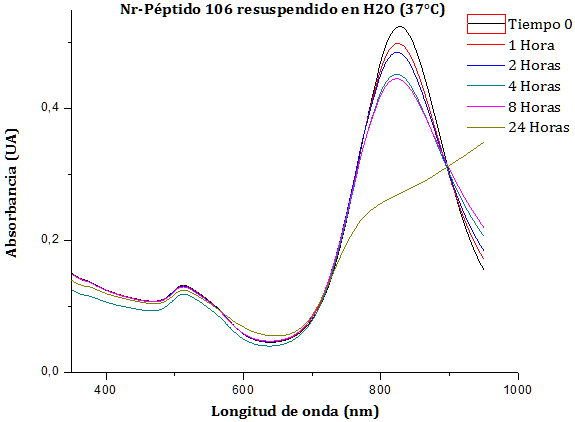 Nr-Péptido 106 resuspendido en H2O (37°C)
Tiempo 0
1 Hora
2 Horas
4 Horas
8 Horas
24 Horas
Absorbancia (UA)
0,4
0,2
0,0
400
600
800
1000
Longitud de onda (nm)